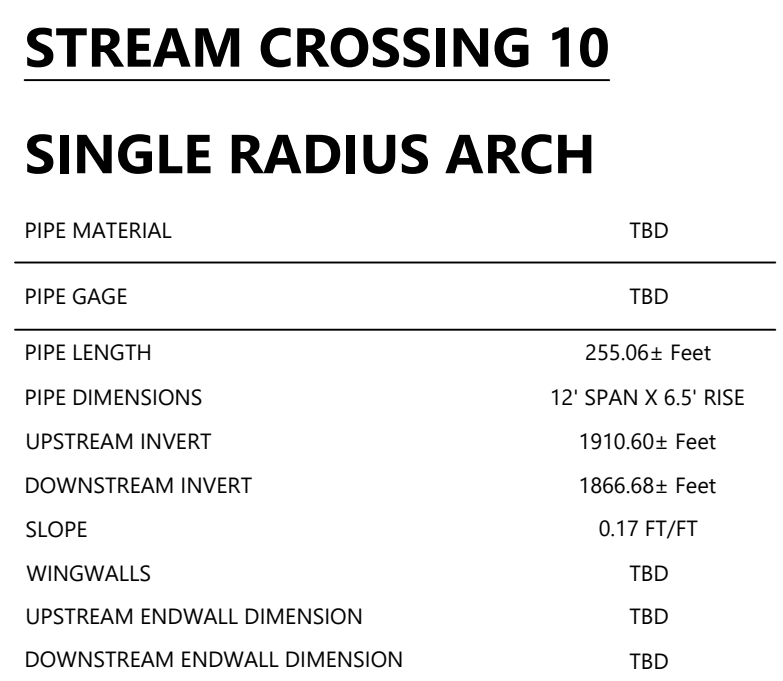 STREAM CROSSING 10
SINGLE RADIUS ARCH
PIPE MATERIAL TBD
PIPE GAGE TBD
PIPE LENGTH 255.06± Feet
PIPE DIMENSIONS 12' SPAN X 6.5' RISE
UPSTREAM INVERT 1910.60± Feet
DOWNSTREAM INVERT 1866.68± Feet
SLOPE 0.17 FT/FT
WINGWALLS TBD
UPSTREAM ENDWALL DIMENSION TBD
DOWNSTREAM ENDWALL DIMENSION TBD